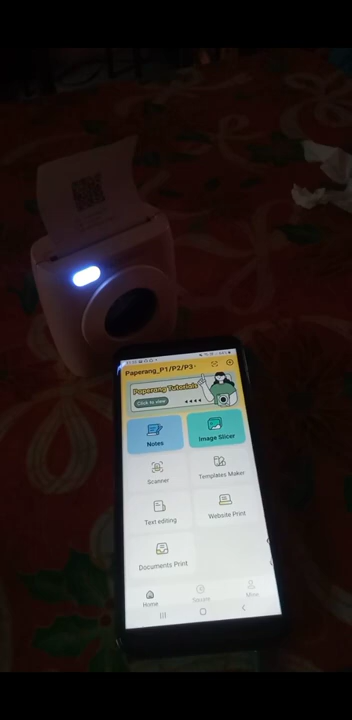 Paperang_P1/P2/P3
Paperang Tutorials
Click to view
Notes
Image Slicer
Scanner
Templates Maker
Text editing
Website Print
Documents Print
Home
Square
Mine